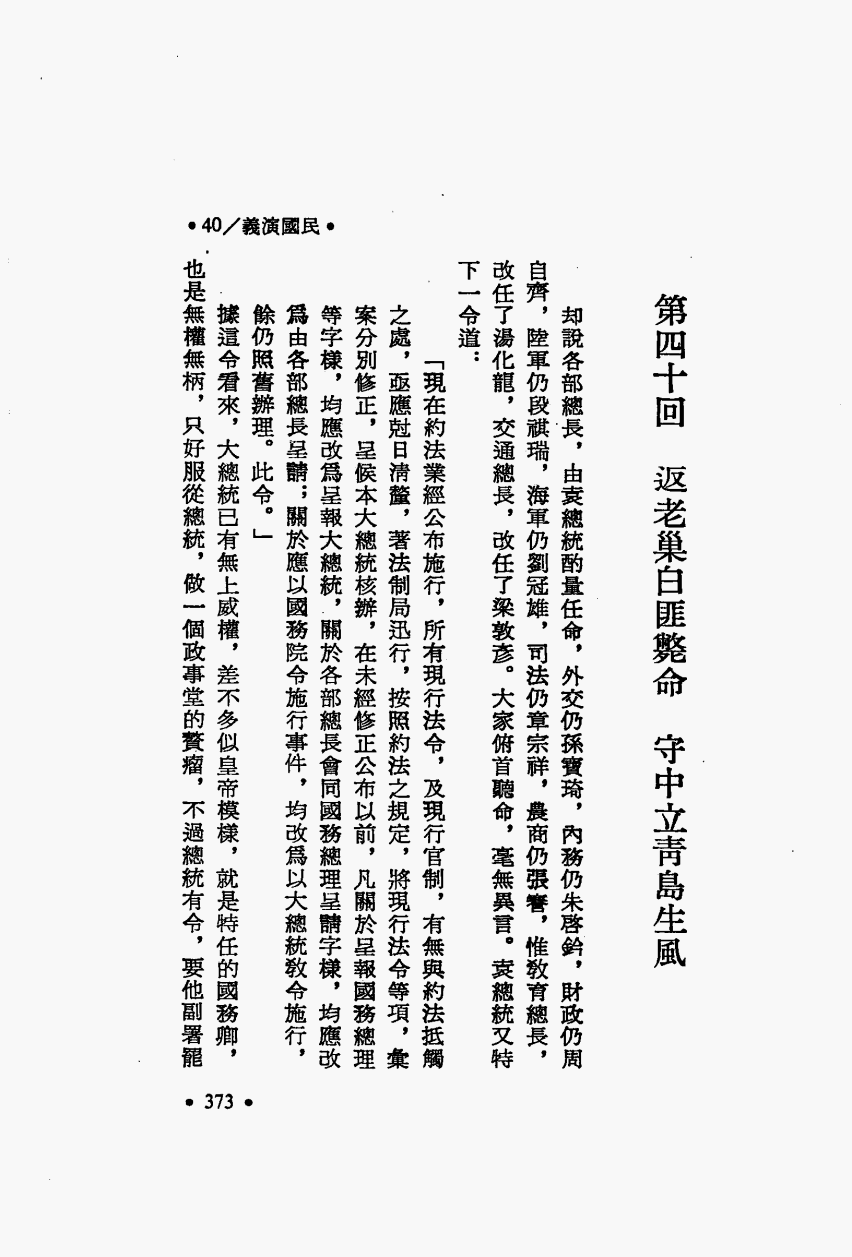 •40／義演國民•
第四十回　返老巢白匪斃命　守中立青島生風
却說各部總長，由袁總統酌量任命，外交仍孫寶琦，內務仍朱啓鈐，財政仍周
自齊，陸軍仍段祺瑞，海軍仍劉冠雄，司法仍章宗祥，農商仍張謇，惟敎育總長，
改任了湯化龍，交通總長，改任了梁敦彥。大家俯首聽命，毫無異言。袁總統又特
下一令道：
「現在約法業經公布施行，所有現行法令，及現行官制，有無與約法抵觸
之處，亟應尅日淸釐，著法制局迅行，按照約法之規定，將現行法令等項，彙
案分別修正，呈候本大總統核辦，在未經修正公布以前，凡關於呈報國務總理
等字樣，均應改爲呈報大總統，關於各部總長會同國務總理呈請字樣，均應改
爲由各部總長呈請；關於應以國務院令施行事件，均改爲以大總統敎令施行，
餘仍照舊辦理。此令。」
據這令看來，大總統已有無上威權，差不多似皇帝模樣，就是特任的國務卿，
也是無權無柄，只好服從總統，做一個政事堂的贅瘤，不過總統有令，要他副署罷
•373•